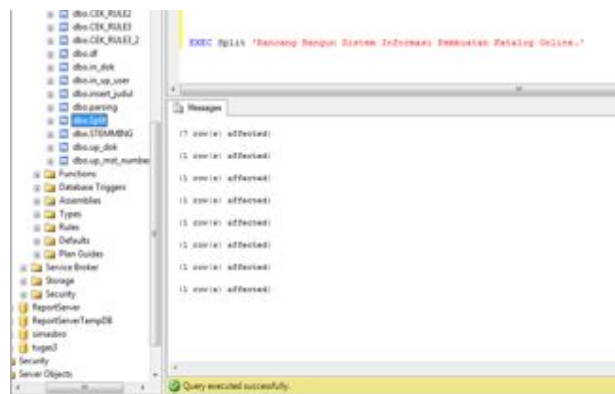 dbo.CEK_RULE2
dbo.CEK_RULE3
dbo.CEK_RULE3_2
dbo.df
dbo.in_dok
dbo.in_up_user
dbo.insert_judul
dbo.parsing
dbo.Split
dbo.STEMMING
dbo.up_dok
dbo.up_mst_number
Functions
Database Triggers
Assemblies
Types
Rules
Defaults
Plan Guides
Service Broker
Storage
Security
ReportServer
ReportServerTempDB
simasbro
tugas3
Security
Server Objects
EXEC Split 'Rancang Bangun Sistem Informasi Pembuatan Katalog Online.'
Messages
(7 row(s) affected)
(1 row(s) affected)
(1 row(s) affected)
(1 row(s) affected)
(1 row(s) affected)
(1 row(s) affected)
(1 row(s) affected)
(1 row(s) affected)
Query executed successfully.